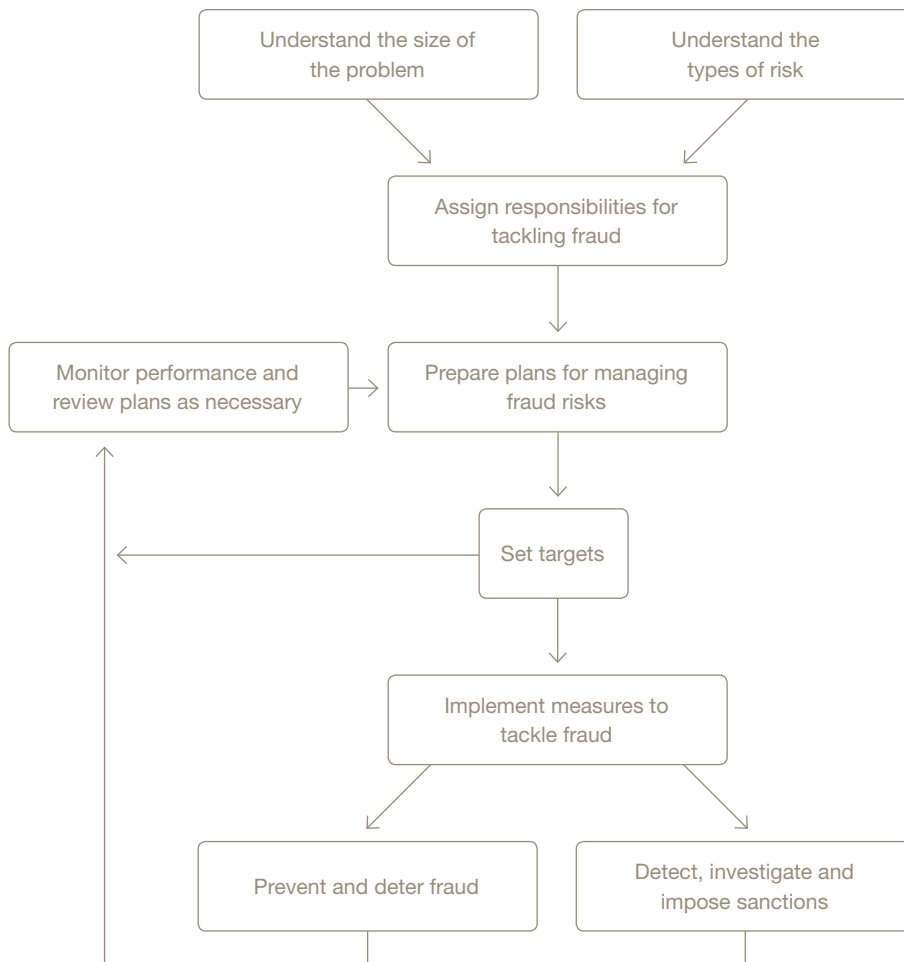 Understand the size of
the problem
Understand the
types of risk
Assign responsibilities for
tackling fraud
Monitor performance and
review plans as necessary
Prepare plans for managing
fraud risks
Set targets
Implement measures to
tackle fraud
Prevent and deter fraud
Detect, investigate and
impose sanctions